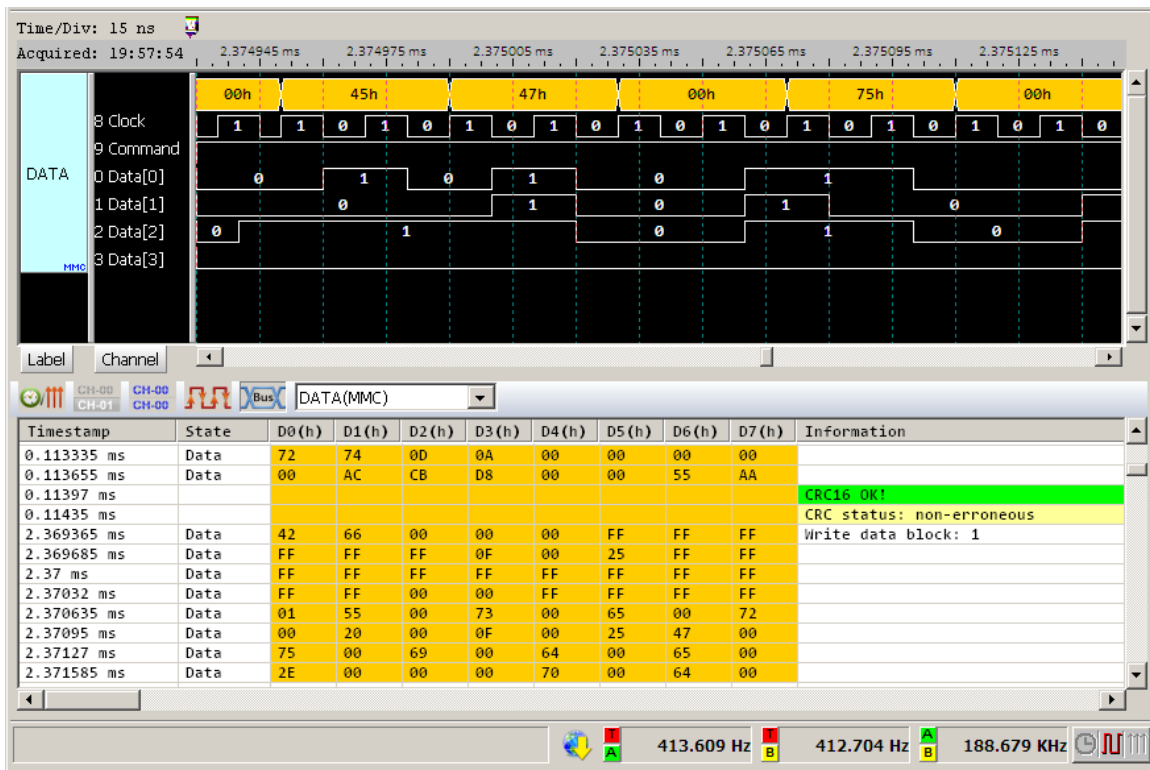 Time/Div: 15 ns
Acquired: 19:57:54 2.374945 ms 2.374975 ms 2.375005 ms 2.375035 ms 2.375065 ms 2.375095 ms 2.375125 ms
00h 45h 47h 00h 75h 00h
8 Clock 1 1 0 1 0 1 0 1 0 1 0 1 0 1 0 1 0 1 0 1 0
9 Command
DATA 0 Data[0] 0 1 0 1 0 1
1 Data[1] 0 1 0 1 0
2 Data[2] 0 1 0 1 0
MMC 3 Data[3]
Label Channel
CH-00 CH-01 CH-00 CH-00 Bus DATA(MMC)
Timestamp State D0(h) D1(h) D2(h) D3(h) D4(h) D5(h) D6(h) D7(h) Information
0.113335 ms Data 72 74 0D 0A 00 00 00 00
0.113655 ms Data 00 AC CB D8 00 00 55 AA
0.11397 ms CRC16 OK!
0.11435 ms CRC status: non-erroneous
2.369365 ms Data 42 66 00 00 00 FF FF FF Write data block: 1
2.369685 ms Data FF FF FF 0F 00 25 FF FF
2.37 ms Data FF FF FF FF FF FF FF FF
2.37032 ms Data FF FF 00 00 FF FF FF FF
2.370635 ms Data 01 55 00 73 00 65 00 72
2.37095 ms Data 00 20 00 0F 00 25 47 00
2.37127 ms Data 75 00 69 00 64 00 65 00
2.371585 ms Data 2E 00 00 00 70 00 64 00
T A 413.609 Hz T B 412.704 Hz A B 188.679 KHz